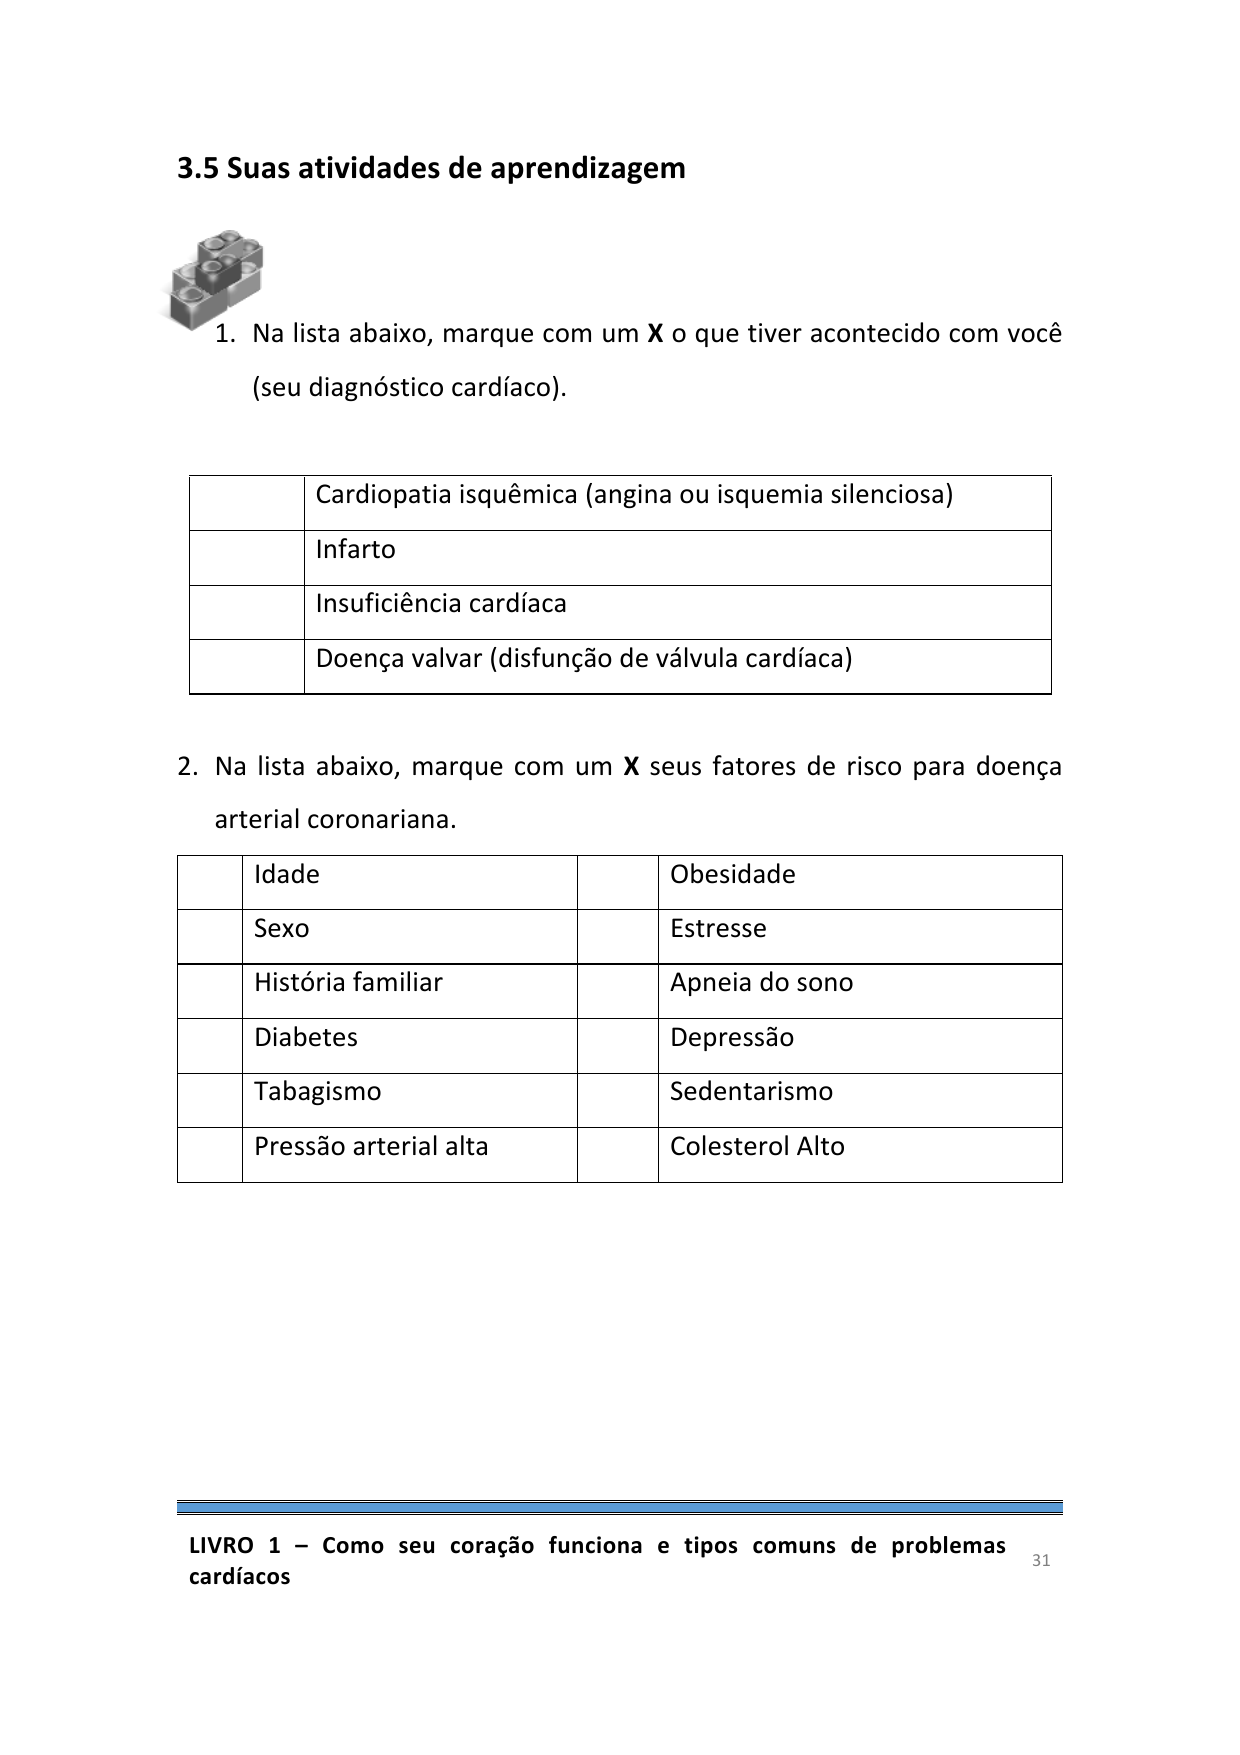 3.5 Suas atividades de aprendizagem
1. Na lista abaixo, marque com um X o que tiver acontecido com você
(seu diagnóstico cardíaco).
Cardiopatia isquêmica (angina ou isquemia silenciosa)
Infarto
Insuficiência cardíaca
Doença valvar (disfunção de válvula cardíaca)
2. Na lista abaixo, marque com um X seus fatores de risco para doença
arterial coronariana.
Idade Obesidade
Sexo Estresse
História familiar Apneia do sono
Diabetes Depressão
Tabagismo Sedentarismo
Pressão arterial alta Colesterol Alto
LIVRO 1 – Como seu coração funciona e tipos comuns de problemas
cardíacos
31